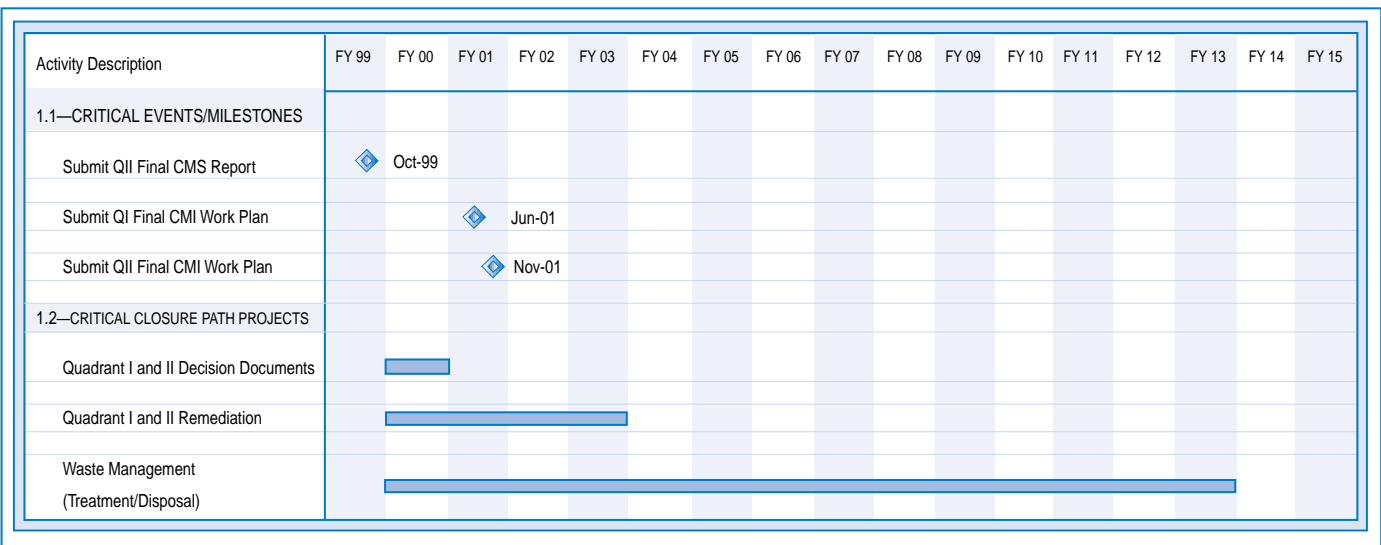 Activity Description FY 99 FY 00 FY 01 FY 02 FY 03 FY 04 FY 05 FY 06 FY 07 FY 08 FY 09 FY 10 FY 11 FY 12 FY 13 FY 14 FY 15
1.1—CRITICAL EVENTS/MILESTONES
Submit QII Final CMS Report Oct-99
Submit QI Final CMI Work Plan Jun-01
Submit QII Final CMI Work Plan Nov-01
1.2—CRITICAL CLOSURE PATH PROJECTS
Quadrant I and II Decision Documents
Quadrant I and II Remediation
Waste Management
(Treatment/Disposal)